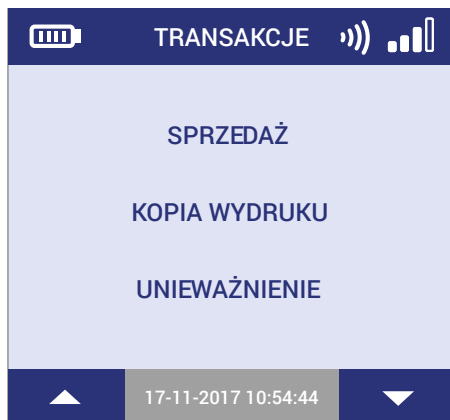 TRANSAKCJE
SPRZEDAŻ
KOPIA WYDRUKU
UNIEWAŻNIENIE
17-11-2017 10:54:44